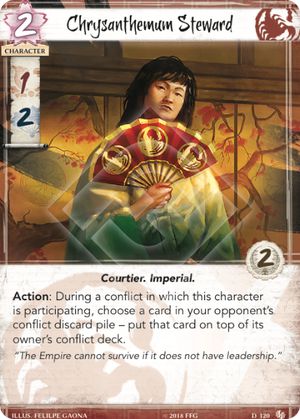 2
Chrysanthemum Steward
CHARACTER
1
2
2
Courtier. Imperial.
Action: During a conflict in which this character
is participating, choose a card in your opponent's
conflict discard pile – put that card on top of
its owner's conflict deck.
"The Empire cannot survive if it does not have leadership."
ILLUS. FELILPE GAONA
© 2018 FFG
D 120